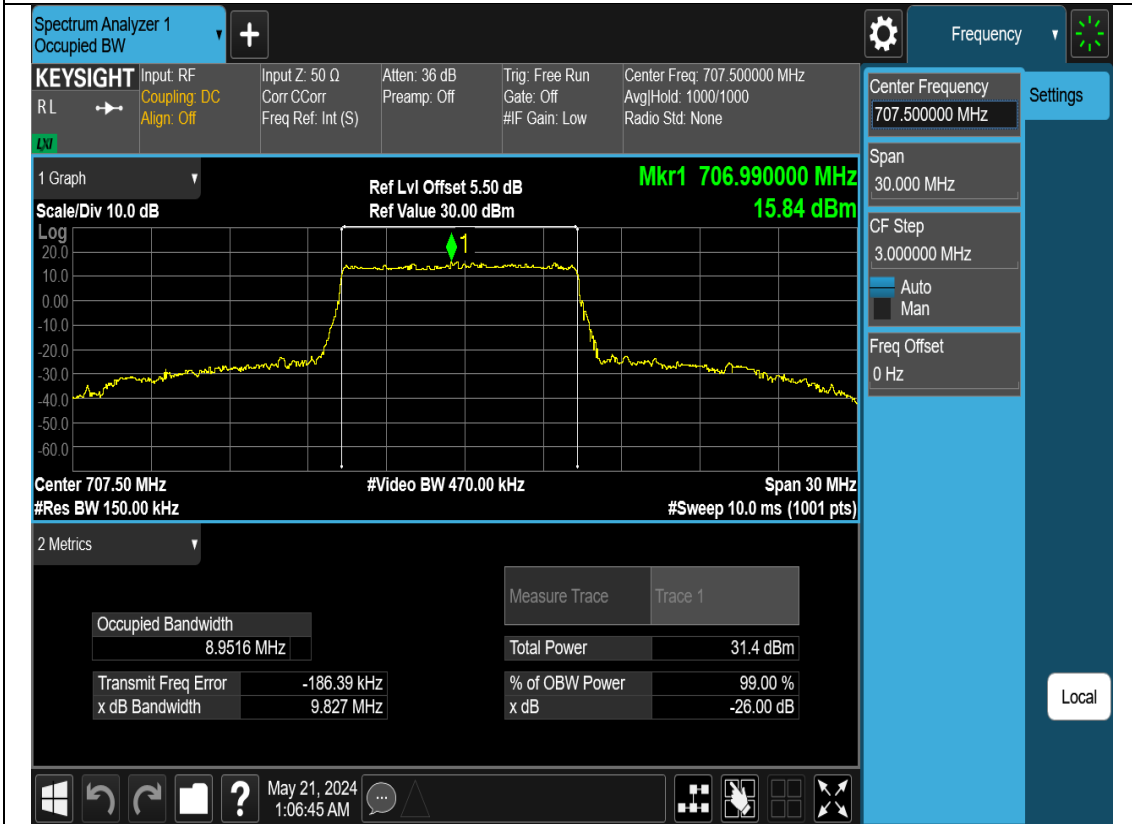 Spectrum Analyzer 1
Occupied BW
Frequency
KEYSIGHT
R L
LXI
Input: RF
Coupling: DC
Align: Off
Input Z: 50 Ω
Corr CCorr
Freq Ref: Int (S)
Atten: 36 dB
Preamp: Off
Trig: Free Run
Gate: Off
#IF Gain: Low
Center Freq: 707.500000 MHz
Avg|Hold: 1000/1000
Radio Std: None
Center Frequency
707.500000 MHz
Settings
Span
30.000 MHz
CF Step
3.000000 MHz
Auto
Man
Freq Offset
0 Hz
Local
1 Graph
Ref Lvl Offset 5.50 dB
Mkr1 706.990000 MHz
Scale/Div 10.0 dB
Ref Value 30.00 dBm
15.84 dBm
Log
1
20.0
10.0
0.00
-10.0
-20.0
-30.0
-40.0
-50.0
-60.0
Center 707.50 MHz
#Video BW 470.00 kHz
Span 30 MHz
#Res BW 150.00 kHz
#Sweep 10.0 ms (1001 pts)
2 Metrics
Measure Trace Trace 1
Occupied Bandwidth
8.9516 MHz
Total Power 31.4 dBm
Transmit Freq Error -186.39 kHz
% of OBW Power 99.00 %
x dB Bandwidth 9.827 MHz
x dB -26.00 dB
May 21, 2024
1:06:45 AM